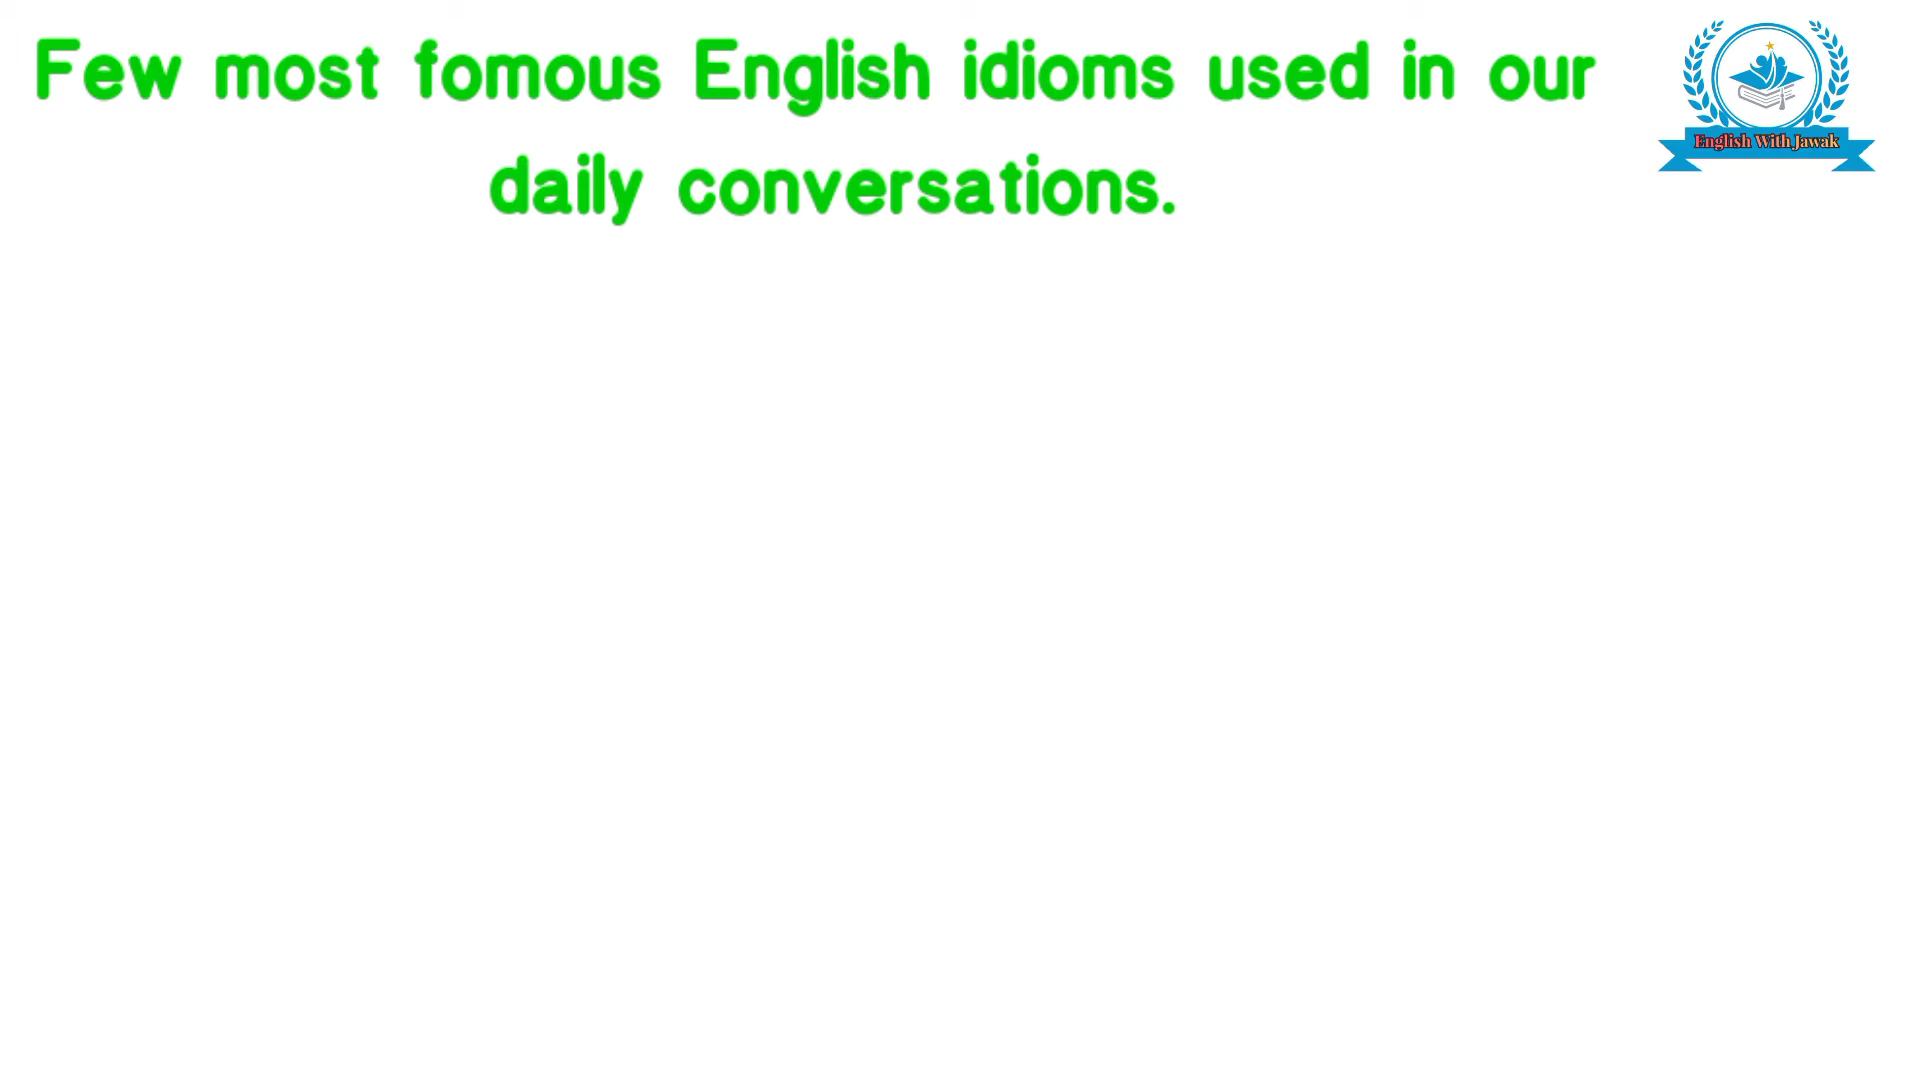 Few most fomous English idioms used in our
daily conversations.
English With Jawak